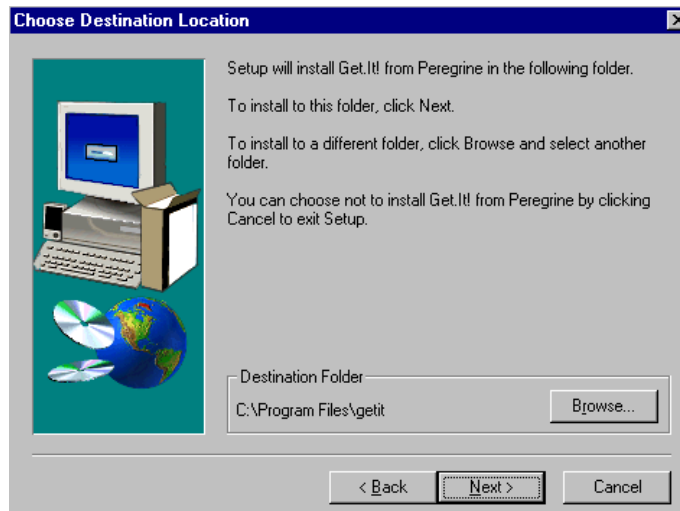 Choose Destination Location
Setup will install Get.It! from Peregrine in the following folder.
To install to this folder, click Next.
To install to a different folder, click Browse and select another
folder.
You can choose not to install Get.It! from Peregrine by clicking
Cancel to exit Setup.
Destination Folder
C:\Program Files\getit
Browse...
< Back
Next >
Cancel